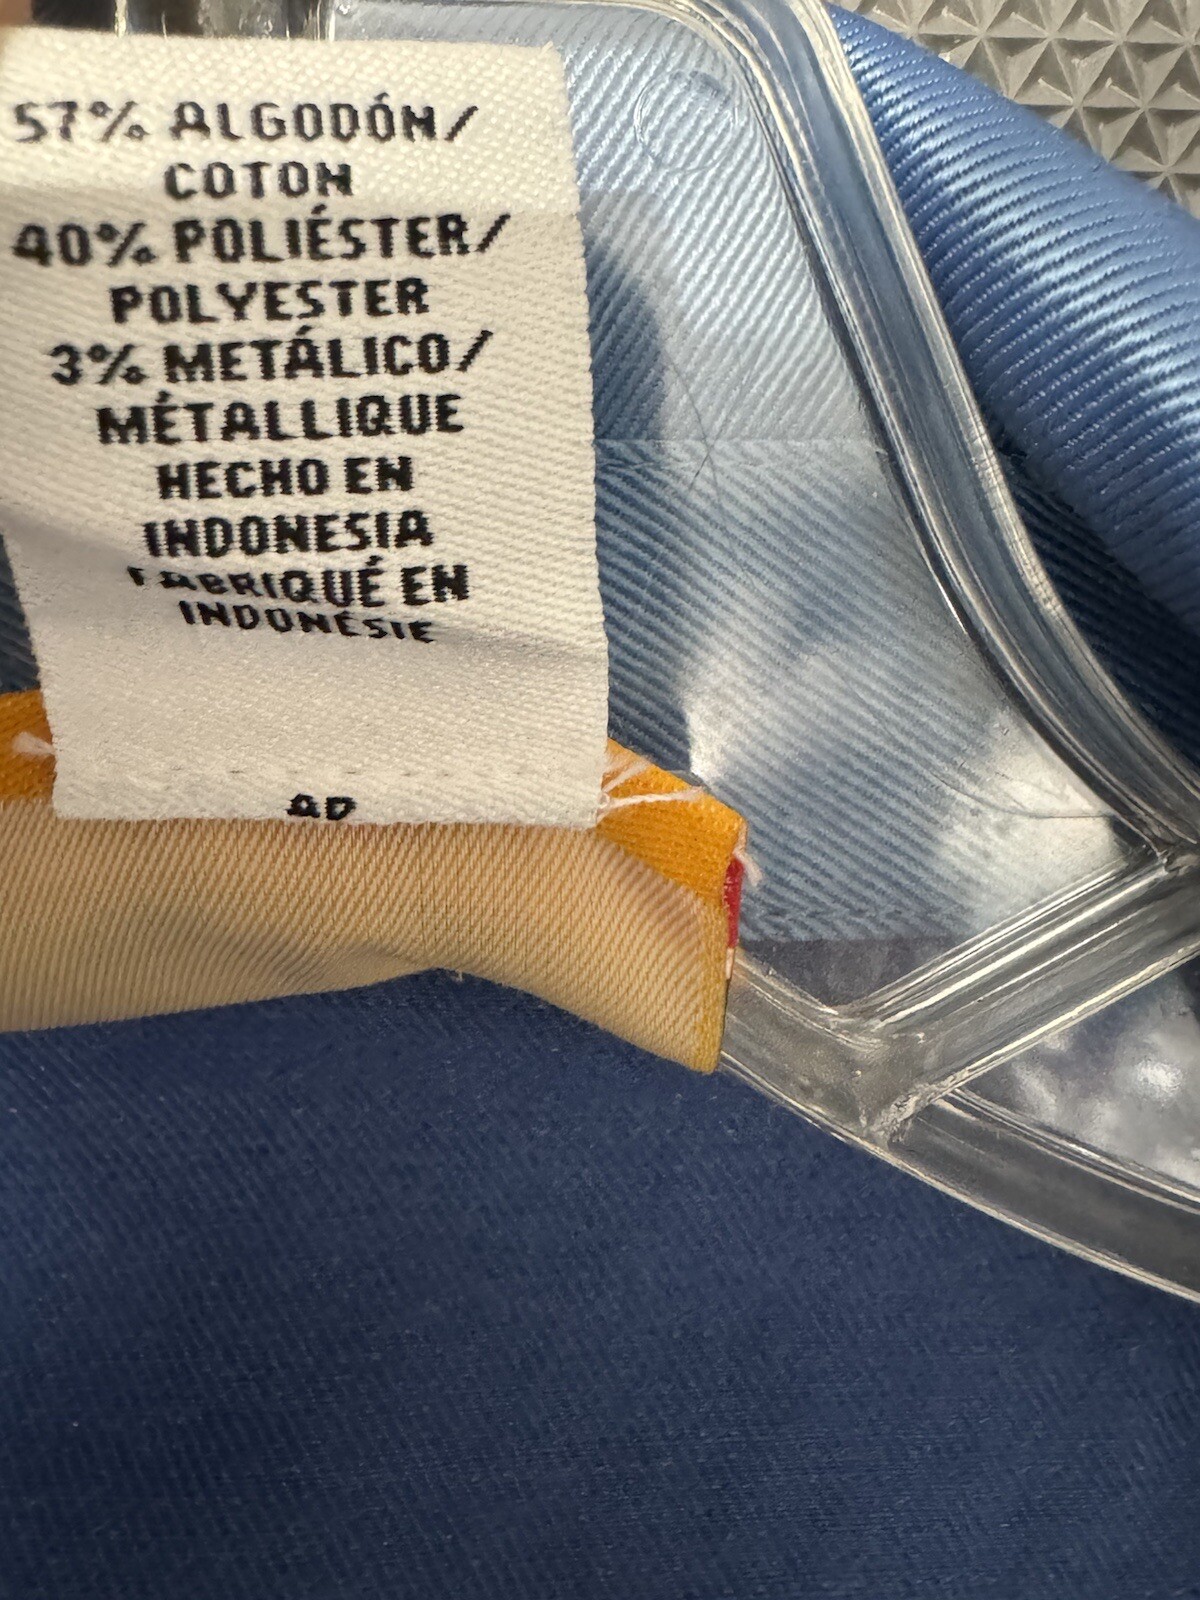 57% ALGODÓN/
COTON
40% POLIÉSTER/
POLYESTER
3% METÁLICO/
MÉTALLIQUE
HECHO EN
INDONESIA
FABRIQUÉ EN
INDONÉSIE